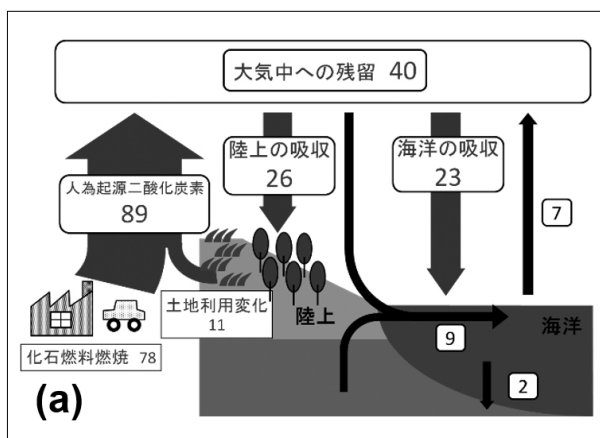 大気中への残留 40
人為起源二酸化炭素
89
陸上の吸収
26
海洋の吸収
23
7
土地利用変化
11
陸上
9
海洋
2
化石燃料燃焼 78
(a)